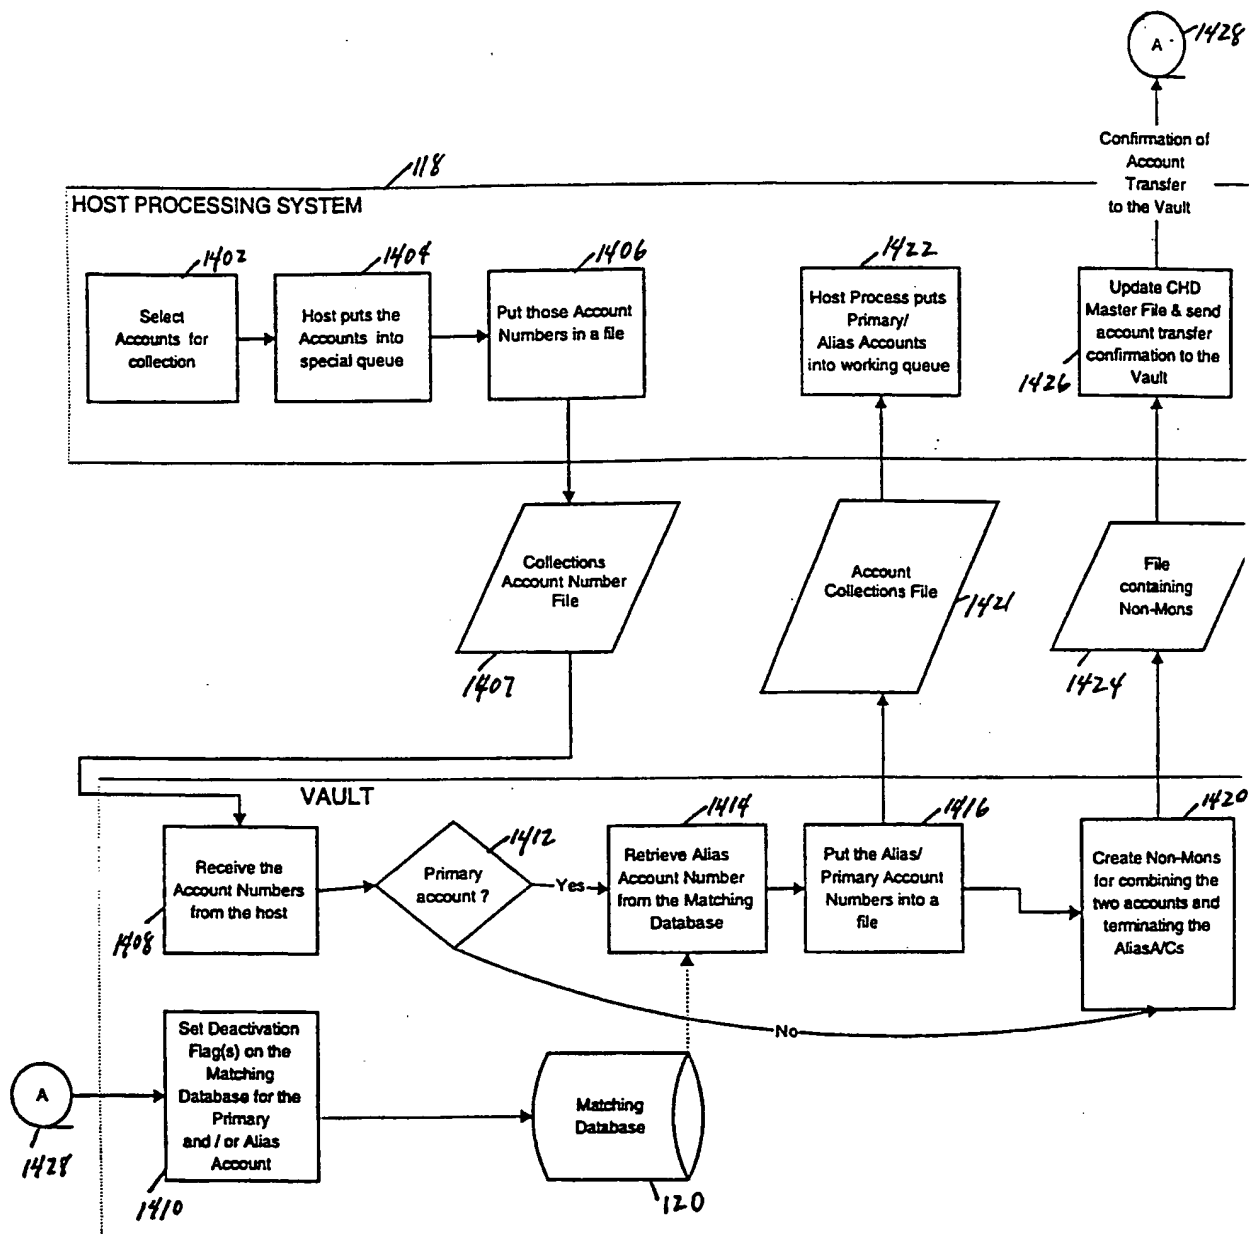 A
1428
Confirmation of
Account
Transfer
to the Vault
118
HOST PROCESSING SYSTEM
1402
Select
Accounts for
collection
1404
Host puts the
Accounts into
special queue
1406
Put those Account
Numbers in a file
1422
Host Process puts
Primary/
Alias Accounts
into working queue
Update CHD
Master File & send
account transfer
confirmation to the
Vault
1426
Collections
Account Number
File
1407
Account
Collections File
1421
File
containing
Non-Mons
1424
VAULT
Receive the
Account Numbers
from the host
1408
1412
Primary
account ?
Yes
No
1414
Retrieve Alias
Account Number
from the Matching
Database
1416
Put the Alias/
Primary Account
Numbers into a
file
1420
Create Non-Mons
for combining the
two accounts and
terminating the
AliasA/Cs
A
1428
Set Deactivation
Flag(s) on the
Matching
Database for the
Primary
and / or Alias
Account
1410
Matching
Database
120